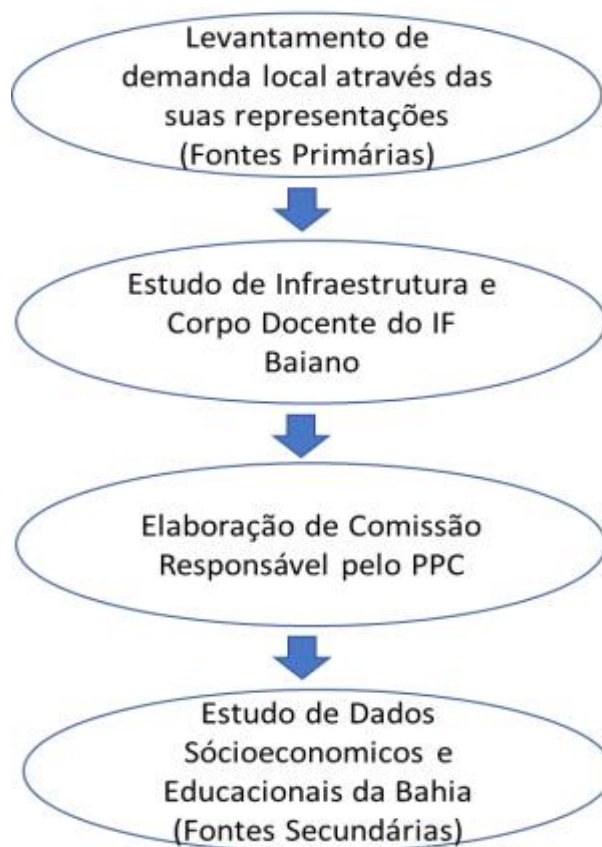 Levantamento de
demanda local através das
suas representações
(Fontes Primárias)
Estudo de Infraestrutura e
Corpo Docente do IF
Baiano
Elaboração de Comissão
Responsável pelo PPC
Estudo de Dados
Sócioeconomicos e
Educacionais da Bahia
(Fontes Secundárias)